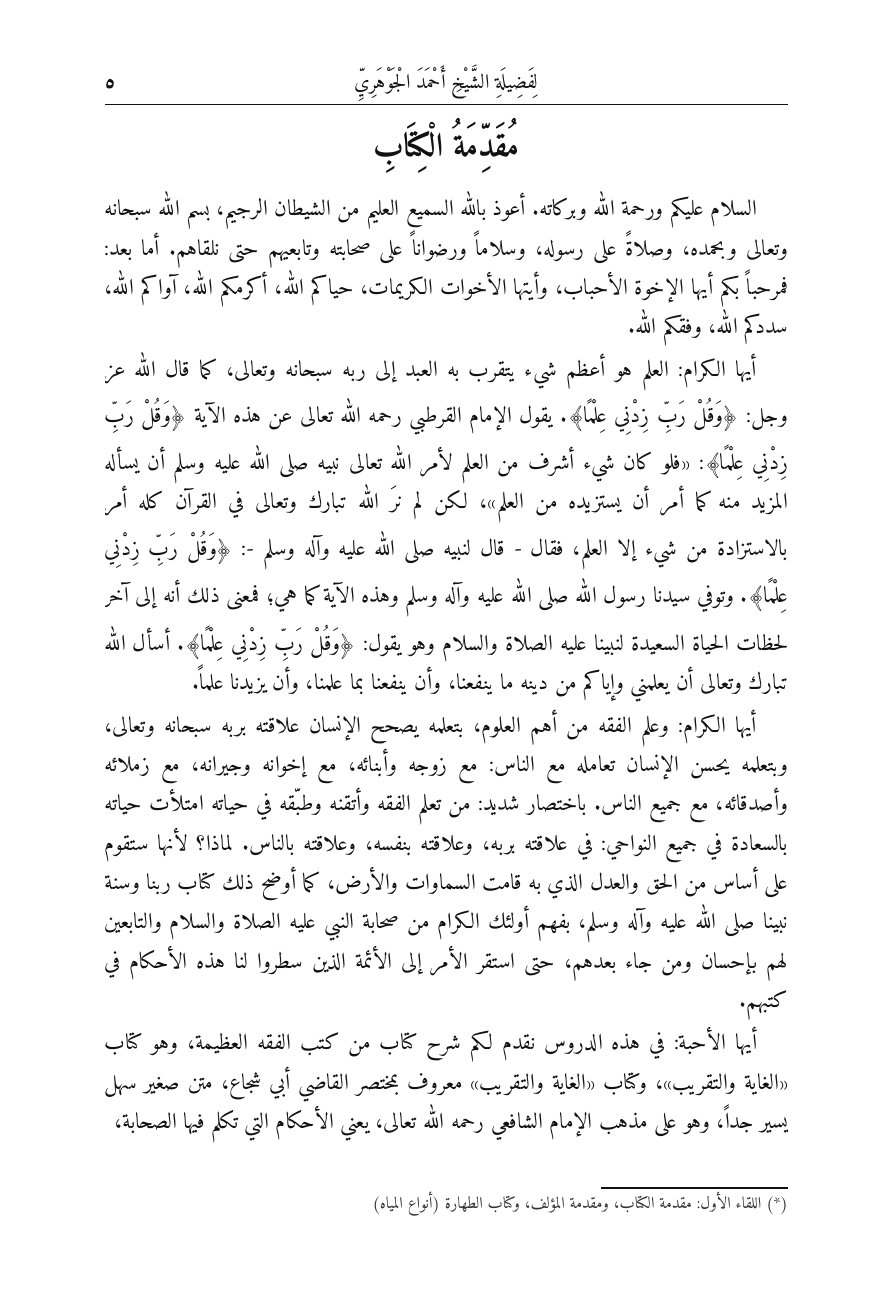 لِفَضِيلَةِ الشَّيْخِ أَحْمَدَ الْجَوْهَرِيِّ ٥
مُقَدِّمَةُ الْكِتَابِ
السلام عليكم ورحمة الله وبركاته. أعوذ بالله السميع العليم من الشيطان الرجيم، بسم الله سبحانه
وتعالى وبحمده، وصلاةً على رسوله، وسلاماً ورضواناً على صحابته وتابعيهم حتى نلقاهم. أما بعد:
فمرحباً بكم أيها الإخوة الأحباب، وأيتها الأخوات الكريمات، حياكم الله، أكرمكم الله، آواكم الله،
سددكم الله، وفقكم الله.
أيها الكرام: العلم هو أعظم شيء يتقرب به العبد إلى ربه سبحانه وتعالى، كما قال الله عز
وجل: ﴿وَقُلْ رَبِّ زِدْنِي عِلْمًا﴾. يقول الإمام القرطبي رحمه الله تعالى عن هذه الآية ﴿وَقُلْ رَبِّ
زِدْنِي عِلْمًا﴾: «فلو كان شيء أشرف من العلم لأمر الله تعالى نبيه صلى الله عليه وسلم أن يسأله
المزيد منه كما أمر أن يستزيده من العلم»، لكن لم نرَ الله تبارك وتعالى في القرآن كله أمر
بالاستزادة من شيء إلا العلم، فقال - قال لنبيه صلى الله عليه وآله وسلم -: ﴿وَقُلْ رَبِّ زِدْنِي
عِلْمًا﴾. وتوفي سيدنا رسول الله صلى الله عليه وآله وسلم وهذه الآية كما هي؛ فمعنى ذلك أنه إلى آخر
لحظات الحياة السعيدة لنبينا عليه الصلاة والسلام وهو يقول: ﴿وَقُلْ رَبِّ زِدْنِي عِلْمًا﴾. أسأل الله
تبارك وتعالى أن يعلمني وإياكم من دينه ما ينفعنا، وأن ينفعنا بما علمنا، وأن يزيدنا علماً.
أيها الكرام: وعلم الفقه من أهم العلوم، بتعلمه يصحح الإنسان علاقته بربه سبحانه وتعالى،
وبتعلمه يحسن الإنسان تعامله مع الناس: مع زوجه وأبنائه، مع إخوانه وجيرانه، مع زملائه
وأصدقائه، مع جميع الناس. باختصار شديد: من تعلم الفقه وأتقنه وطبّقه في حياته امتلأت حياته
بالسعادة في جميع النواحي: في علاقته بربه، وعلاقته بنفسه، وعلاقته بالناس. لماذا؟ لأنها ستقوم
على أساس من الحق والعدل الذي به قامت السماوات والأرض، كما أوضح ذلك كتاب ربنا وسنة
نبينا صلى الله عليه وآله وسلم، بفهم أولئك الكرام من صحابة النبي عليه الصلاة والسلام والتابعين
لهم بإحسان ومن جاء بعدهم، حتى استقر الأمر إلى الأئمة الذين سطروا لنا هذه الأحكام في
كتبهم.
أيها الأحبة: في هذه الدروس نقدم لكم شرح كتاب من كتب الفقه العظيمة، وهو كتاب
«الغاية والتقريب»، وكتاب «الغاية والتقريب» معروف بمختصر القاضي أبي شجاع، متن صغير سهل
يسير جداً، وهو على مذهب الإمام الشافعي رحمه الله تعالى، يعني الأحكام التي تكلم فيها الصحابة،
(*) اللقاء الأول: مقدمة الكتاب، ومقدمة المؤلف، وكتاب الطهارة (أنواع المياه)